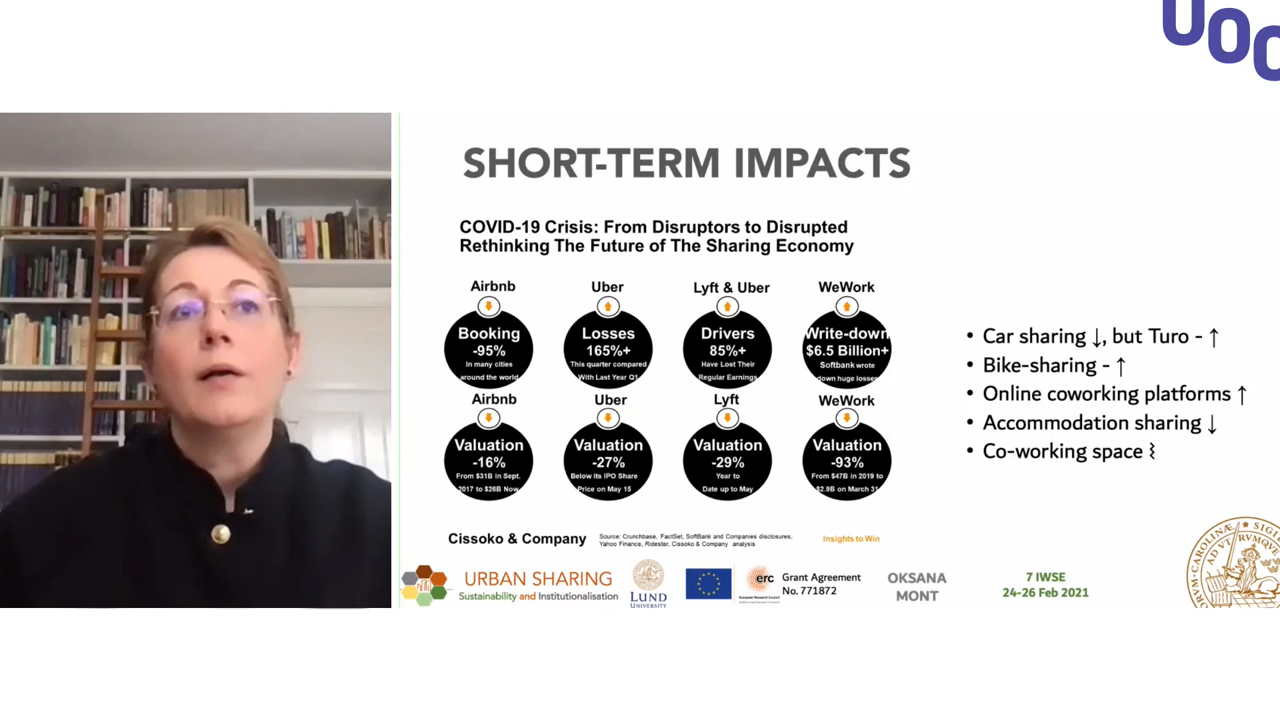 UOC
SHORT-TERM IMPACTS
COVID-19 Crisis: From Disruptors to Disrupted
Rethinking The Future of The Sharing Economy
Airbnb
Booking
-95%
In many cities
around the world
Uber
Losses
165%+
This quarter compared
With Last Year Q1
Lyft & Uber
Drivers
85%+
Have Lost Their
Regular Earnings
WeWork
Write-down
$6.5 Billion+
Softbank wrote
down huge losses
Airbnb
Valuation
-16%
From $31B in Sept.
2017 to $26B Now
Uber
Valuation
-27%
Below its IPO Share
Price on May 15
Lyft
Valuation
-29%
Year to
Date up to May
WeWork
Valuation
-93%
From $47B in 2019 to
$2.9B on March 31
• Car sharing ↓, but Turo - ↑
• Bike-sharing - ↑
• Online coworking platforms ↑
• Accommodation sharing ↓
• Co-working space ⌇
Cissoko & Company
Source: Crunchbase, FactSet, SoftBank and Companies disclosures,
Yahoo Finance, Ridester, Cissoko & Company analysis
Insights to Win
URBAN SHARING
Sustainability and Institutionalisation
LUND
UNIVERSITY
erc
European Research Council
Grant Agreement
No. 771872
OKSANA
MONT
7 IWSE
24-26 Feb 2021